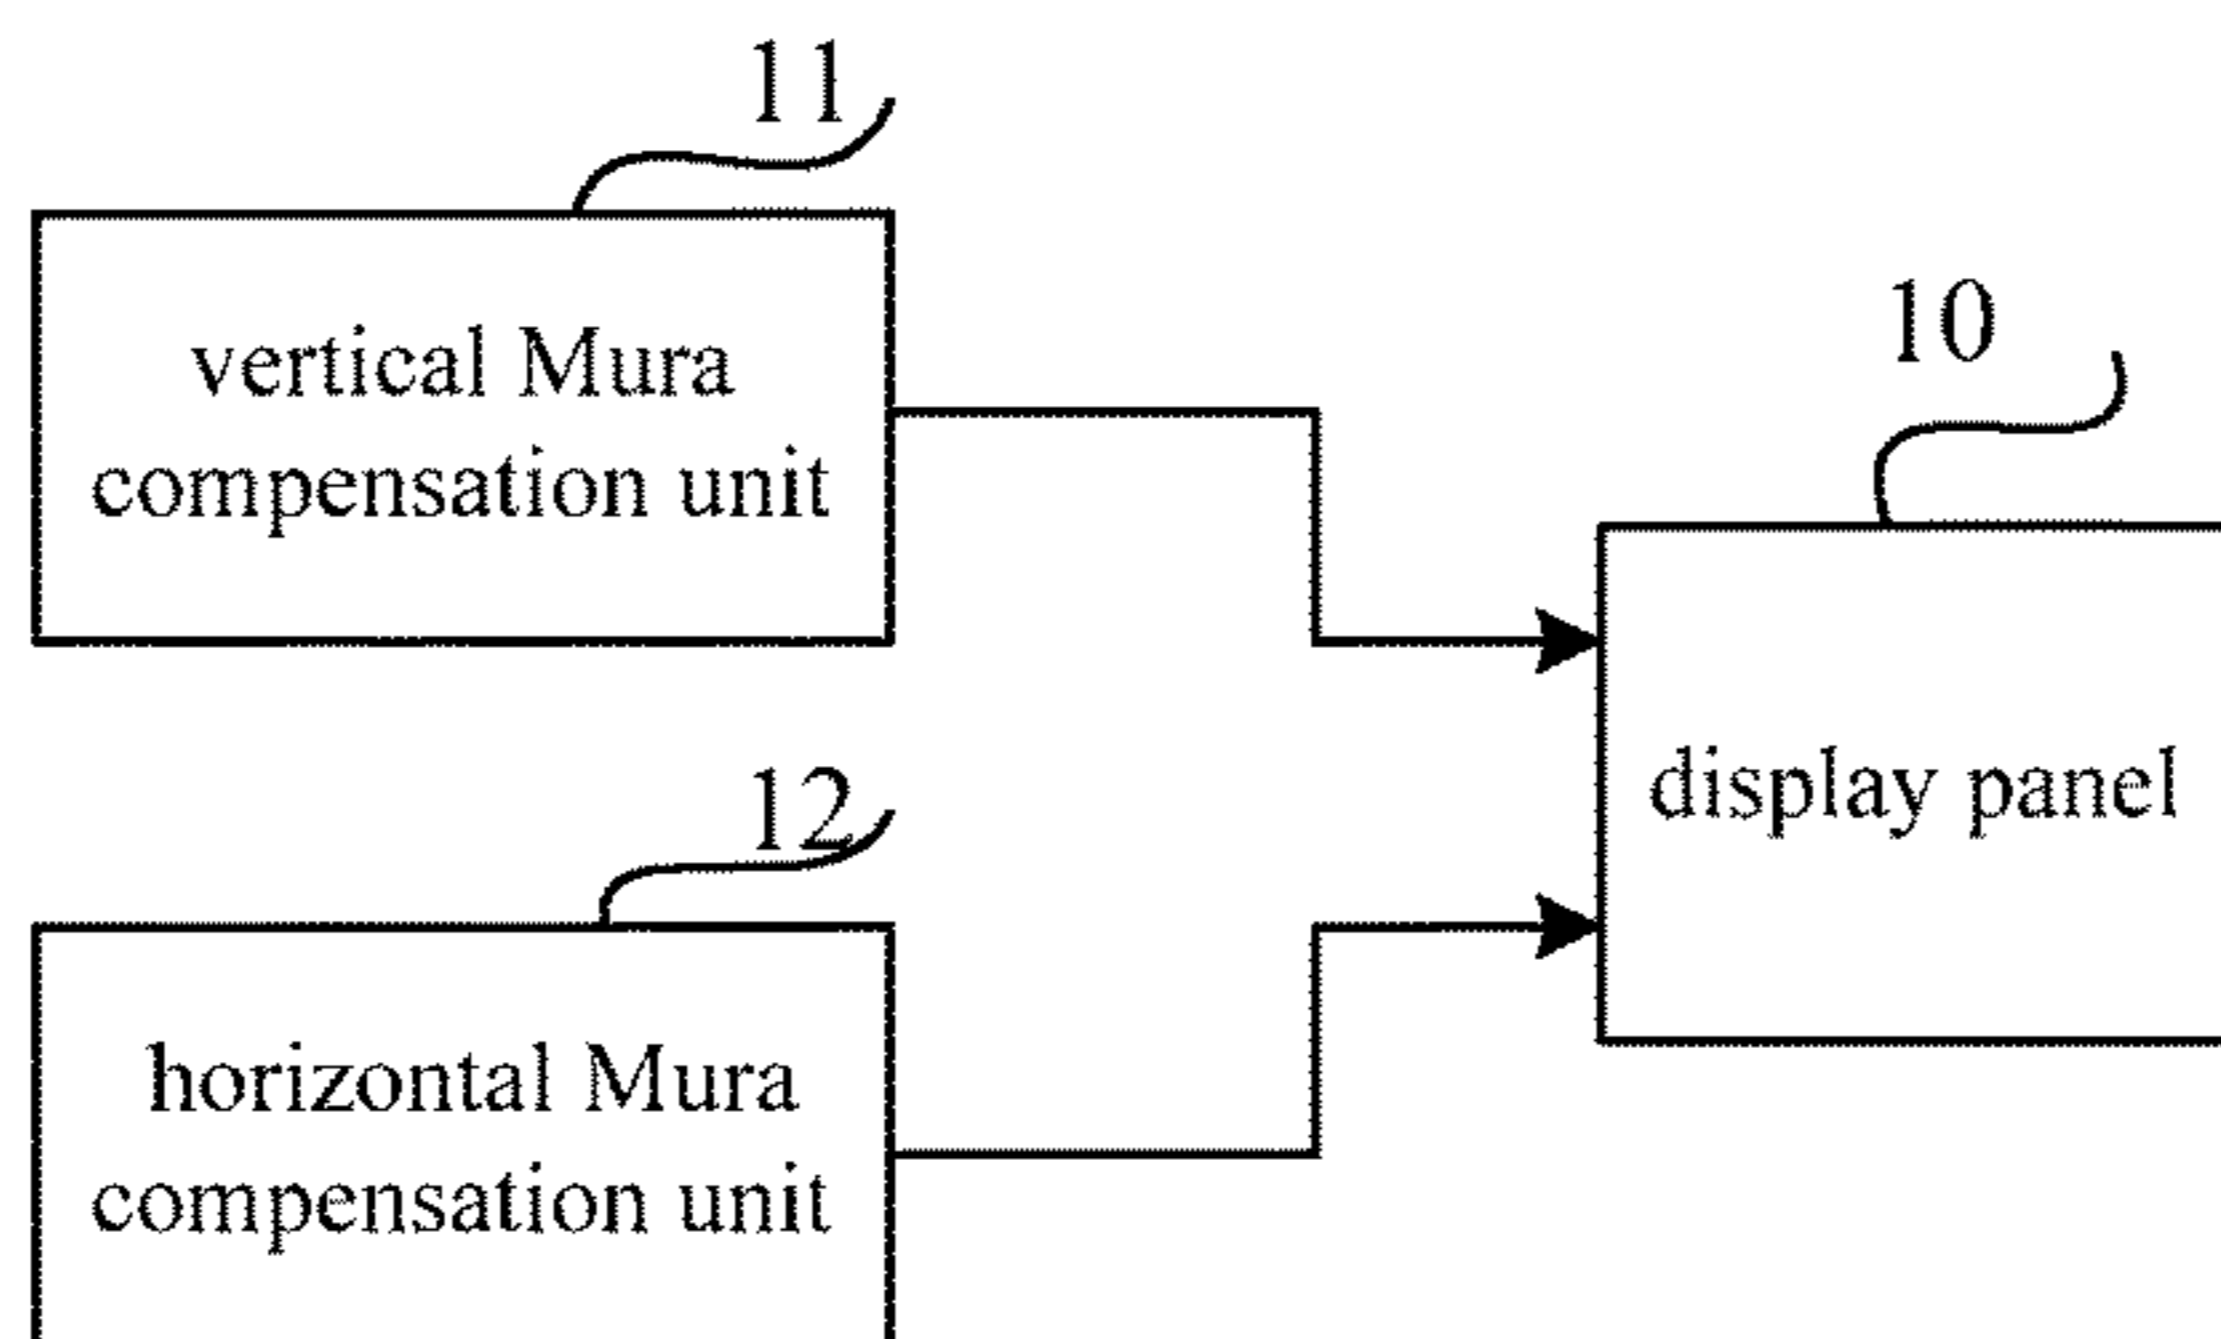 11
vertical Mura
compensation unit
10
display panel
12
horizontal Mura
compensation unit